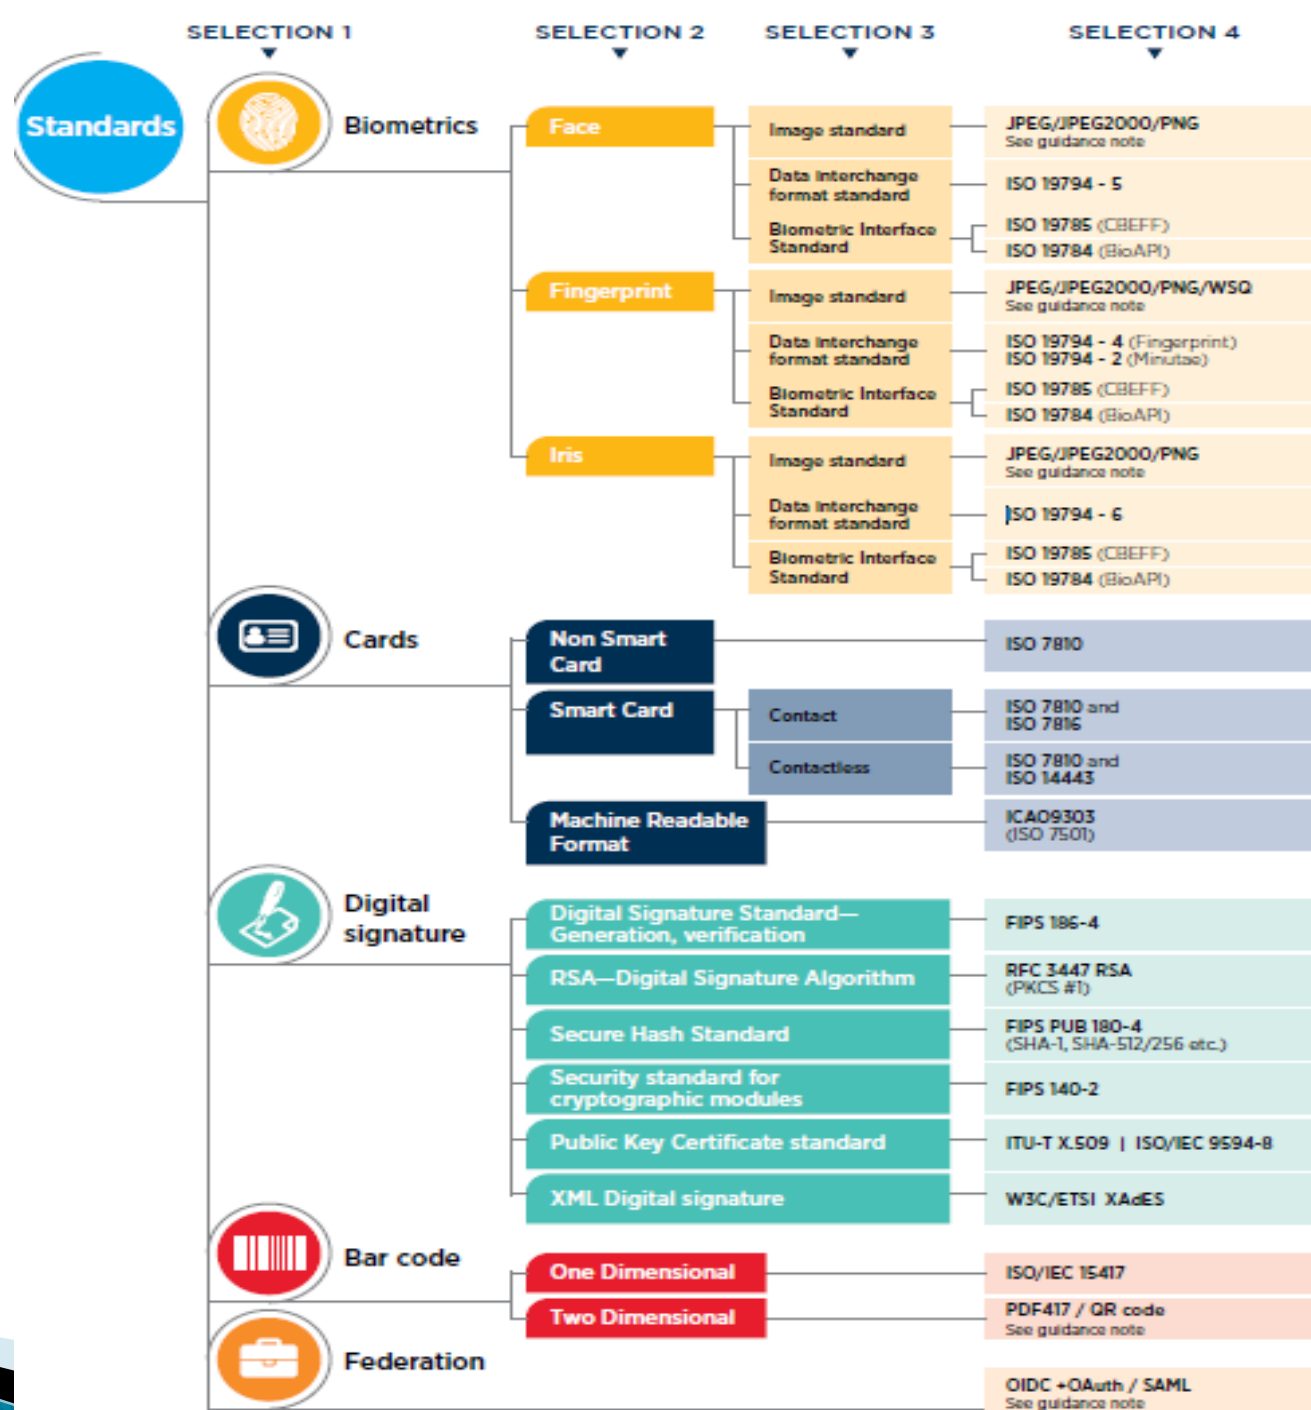 SELECTION 1 SELECTION 2 SELECTION 3 SELECTION 4
Standards
Biometrics
Face
Image standard
JPEG/JPEG2000/PNG
See guidance note
Data interchange
format standard
ISO 19794 - 5
Biometric Interface
Standard
ISO 19785 (CBEFF)
ISO 19784 (BioAPI)
Fingerprint
Image standard
JPEG/JPEG2000/PNG/WSQ
See guidance note
Data interchange
format standard
ISO 19794 - 4 (Fingerprint)
ISO 19794 - 2 (Minutae)
Biometric Interface
Standard
ISO 19785 (CBEFF)
ISO 19784 (BioAPI)
Iris
Image standard
JPEG/JPEG2000/PNG
See guidance note
Data interchange
format standard
ISO 19794 - 6
Biometric Interface
Standard
ISO 19785 (CBEFF)
ISO 19784 (BioAPI)
Cards
Non Smart
Card
ISO 7810
Smart Card
Contact
ISO 7810 and
ISO 7816
Contactless
ISO 7810 and
ISO 14443
Machine Readable
Format
ICAO9303
(ISO 7501)
Digital
signature
Digital Signature Standard—
Generation, verification
FIPS 186-4
RSA—Digital Signature Algorithm
RFC 3447 RSA
(PKCS #1)
Secure Hash Standard
FIPS PUB 180-4
(SHA-1, SHA-512/256 etc.)
Security standard for
cryptographic modules
FIPS 140-2
Public Key Certificate standard
ITU-T X.509 | ISO/IEC 9594-8
XML Digital signature
W3C/ETSI XAdES
Bar code
One Dimensional
ISO/IEC 15417
Two Dimensional
PDF417 / QR code
See guidance note
Federation
OIDC +OAuth / SAML
See guidance note